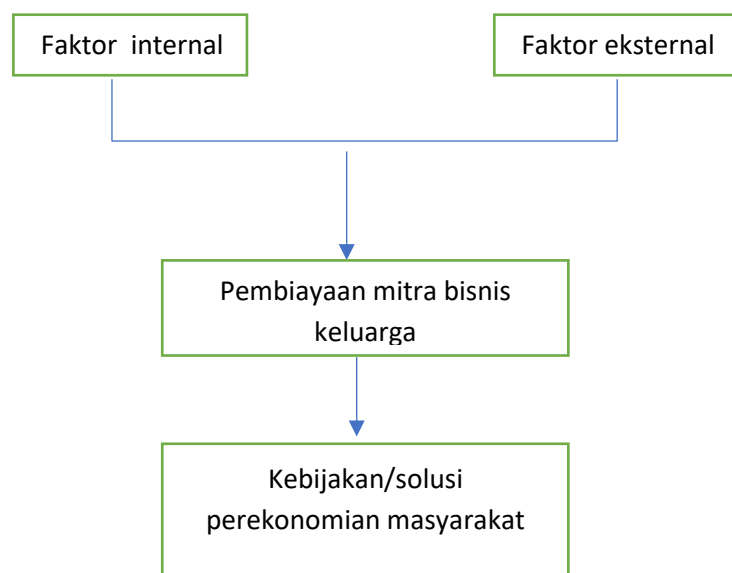 Faktor  internal
Faktor eksternal
Pembiayaan mitra bisnis
keluarga
Kebijakan/solusi
perekonomian masyarakat